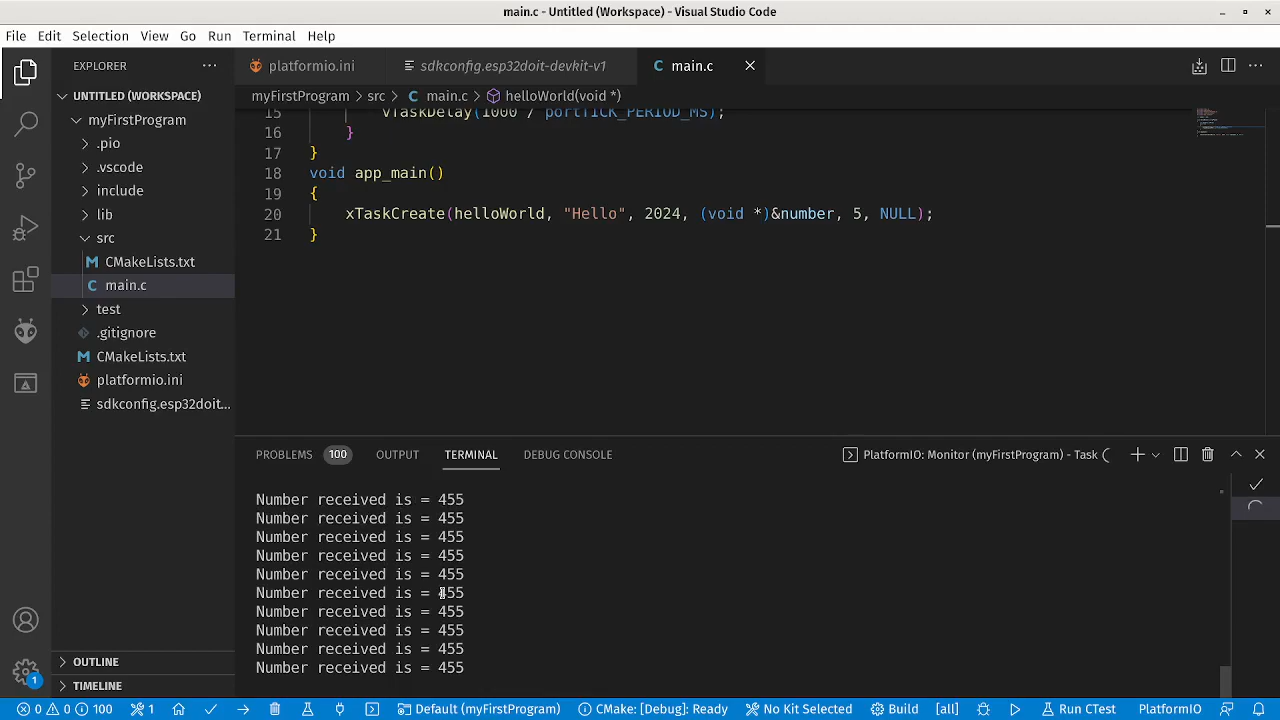 main.c - Untitled (Workspace) - Visual Studio Code
File Edit Selection View Go Run Terminal Help
EXPLORER
UNTITLED (WORKSPACE)
myFirstProgram
.pio
.vscode
include
lib
src
CMakeLists.txt
main.c
test
.gitignore
CMakeLists.txt
platformio.ini
sdkconfig.esp32doit...
OUTLINE
TIMELINE
1
platformio.ini sdkconfig.esp32doit-devkit-v1 main.c
myFirstProgram > src > main.c > helloWorld(void *)
15 vTaskDelay(1000 / portTICK_PERIOD_MS);
16 }
17 }
18 void app_main()
19 {
20 xTaskCreate(helloWorld, "Hello", 2024, (void *)&number, 5, NULL);
21 }
PROBLEMS 100 OUTPUT TERMINAL DEBUG CONSOLE PlatformIO: Monitor (myFirstProgram) - Task
Number received is = 455
Number received is = 455
Number received is = 455
Number received is = 455
Number received is = 455
Number received is = 455
Number received is = 455
Number received is = 455
Number received is = 455
Number received is = 455
0 0 100 1 Default (myFirstProgram) CMake: [Debug]: Ready No Kit Selected Build [all] Run CTest PlatformIO